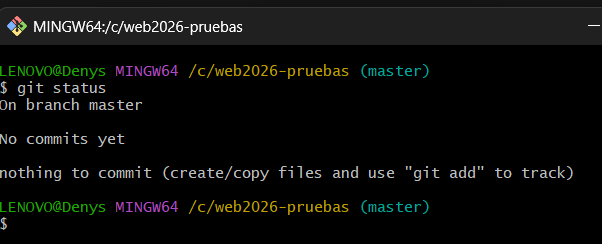 MINGW64:/c/web2026-pruebas
LENOVO@Denys MINGW64 /c/web2026-pruebas (master)
$ git status
On branch master
No commits yet
nothing to commit (create/copy files and use "git add" to track)
LENOVO@Denys MINGW64 /c/web2026-pruebas (master)
$